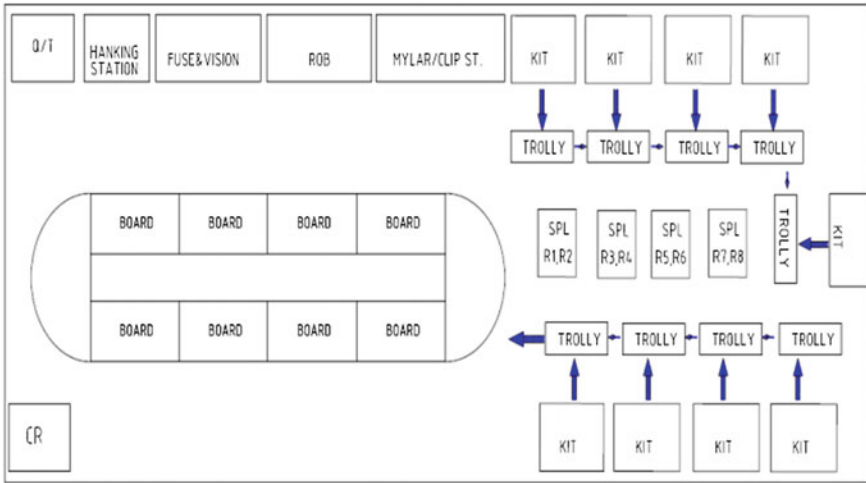 Q/T
HANKING
STATION
FUSE&VISION
ROB
MYLAR/CLIP ST.
KIT
KIT
KIT
KIT
TROLLY
TROLLY
TROLLY
TROLLY
BOARD
BOARD
BOARD
BOARD
SPL
R1,R2
SPL
R3,R4
SPL
R5,R6
SPL
R7,R8
TROLLY
KIT
BOARD
BOARD
BOARD
BOARD
TROLLY
TROLLY
TROLLY
TROLLY
CR
KIT
KIT
KIT
KIT